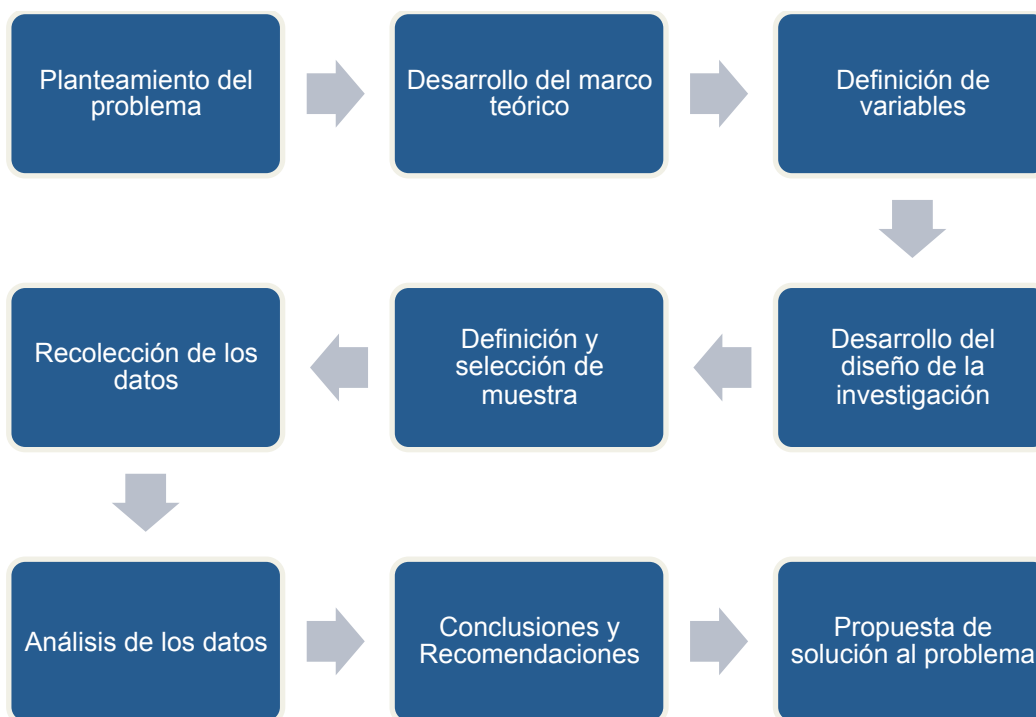 Planteamiento del
problema
Desarrollo del marco
teórico
Definición de
variables
Desarrollo del
diseño de la
investigación
Definición y
selección de
muestra
Recolección de los
datos
Análisis de los datos
Conclusiones y
Recomendaciones
Propuesta de
solución al problema